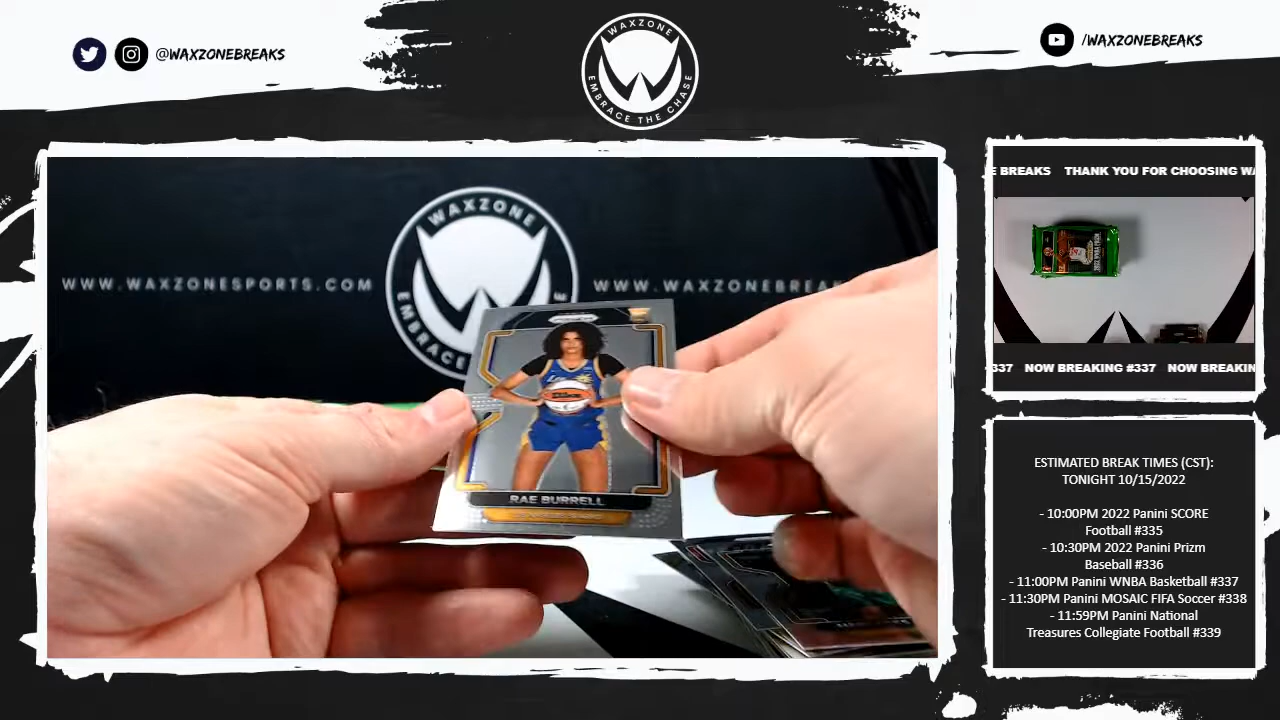 @WAXZONEBREAKS
WAXZONE
EMBRACE THE CHASE
/WAXZONEBREAKS
WAXZONE
WWW.WAXZONESPORTS.COM
WWW.WAXZONEBREA
EMBRACE
E
PRIZM
RAE BURRELL
E BREAKS THANK YOU FOR CHOOSING WA
337 NOW BREAKING #337 NOW BREAKIN
ESTIMATED BREAK TIMES (CST):
TONIGHT 10/15/2022
- 10:00PM 2022 Panini SCORE
Football #335
- 10:30PM 2022 Panini Prizm
Baseball #336
- 11:00PM Panini WNBA Basketball #337
- 11:30PM Panini MOSAIC FIFA Soccer #338
- 11:59PM Panini National
Treasures Collegiate Football #339